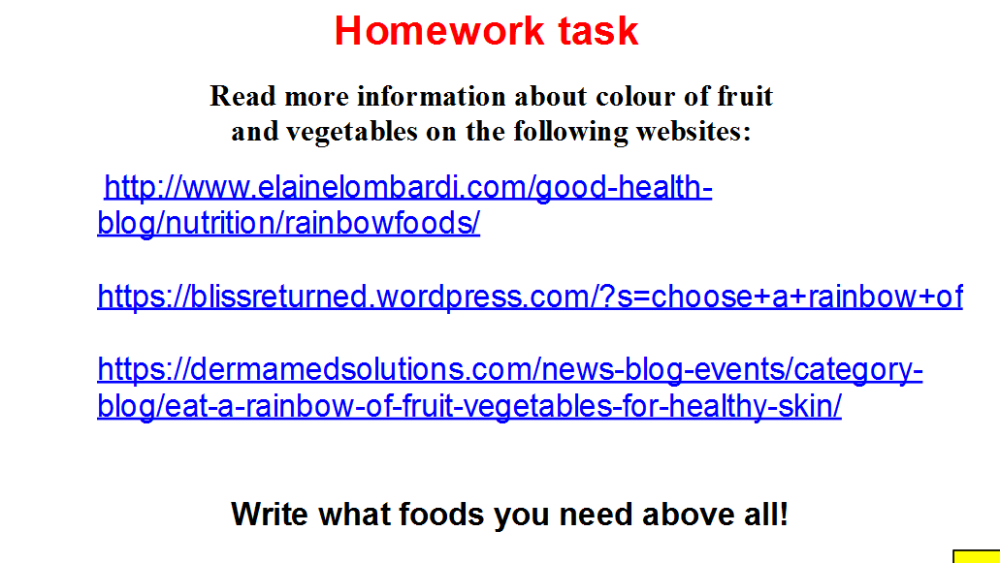 Homework task
Read more information about colour of fruit
and vegetables on the following websites:
http://www.elainelombardi.com/good-health-
blog/nutrition/rainbowfoods/
https://blissreturned.wordpress.com/?s=choose+a+rainbow+of
https://dermamedsolutions.com/news-blog-events/category-
blog/eat-a-rainbow-of-fruit-vegetables-for-healthy-skin/
Write what foods you need above all!